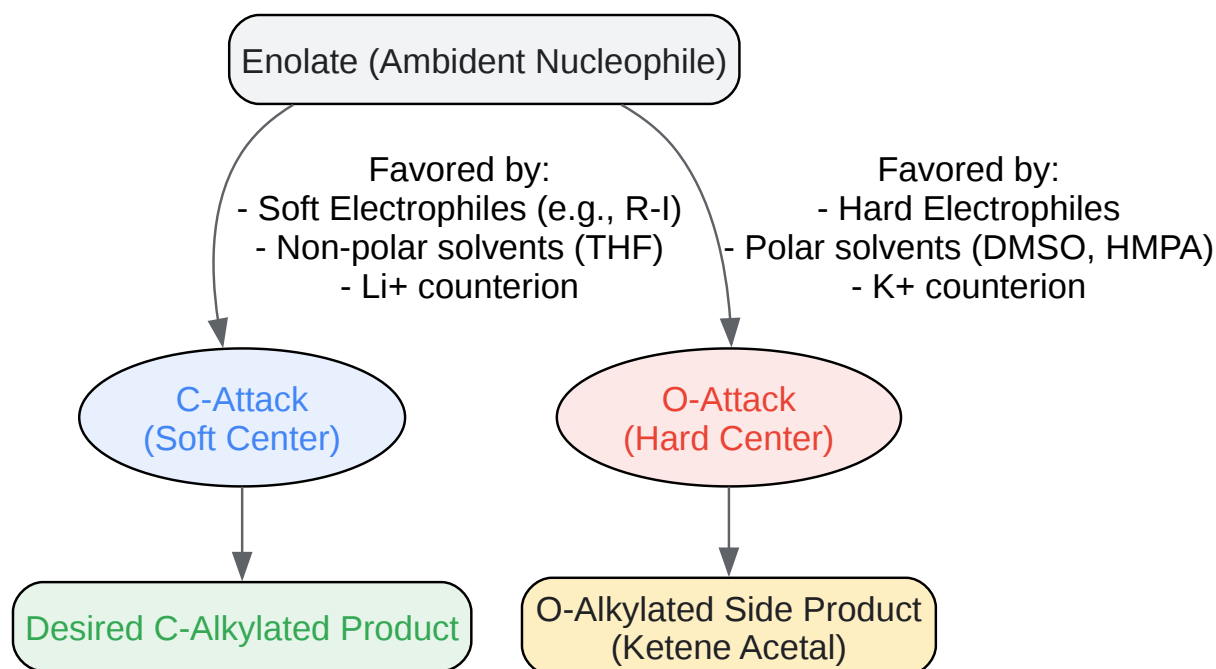 Enolate (Ambident Nucleophile)
Favored by:
- Soft Electrophiles (e.g., R-I)
- Non-polar solvents (THF)
- Li+ counterion
Favored by:
- Hard Electrophiles
- Polar solvents (DMSO, HMPA)
- K+ counterion
C-Attack
(Soft Center)
O-Attack
(Hard Center)
Desired C-Alkylated Product
O-Alkylated Side Product
(Ketene Acetal)